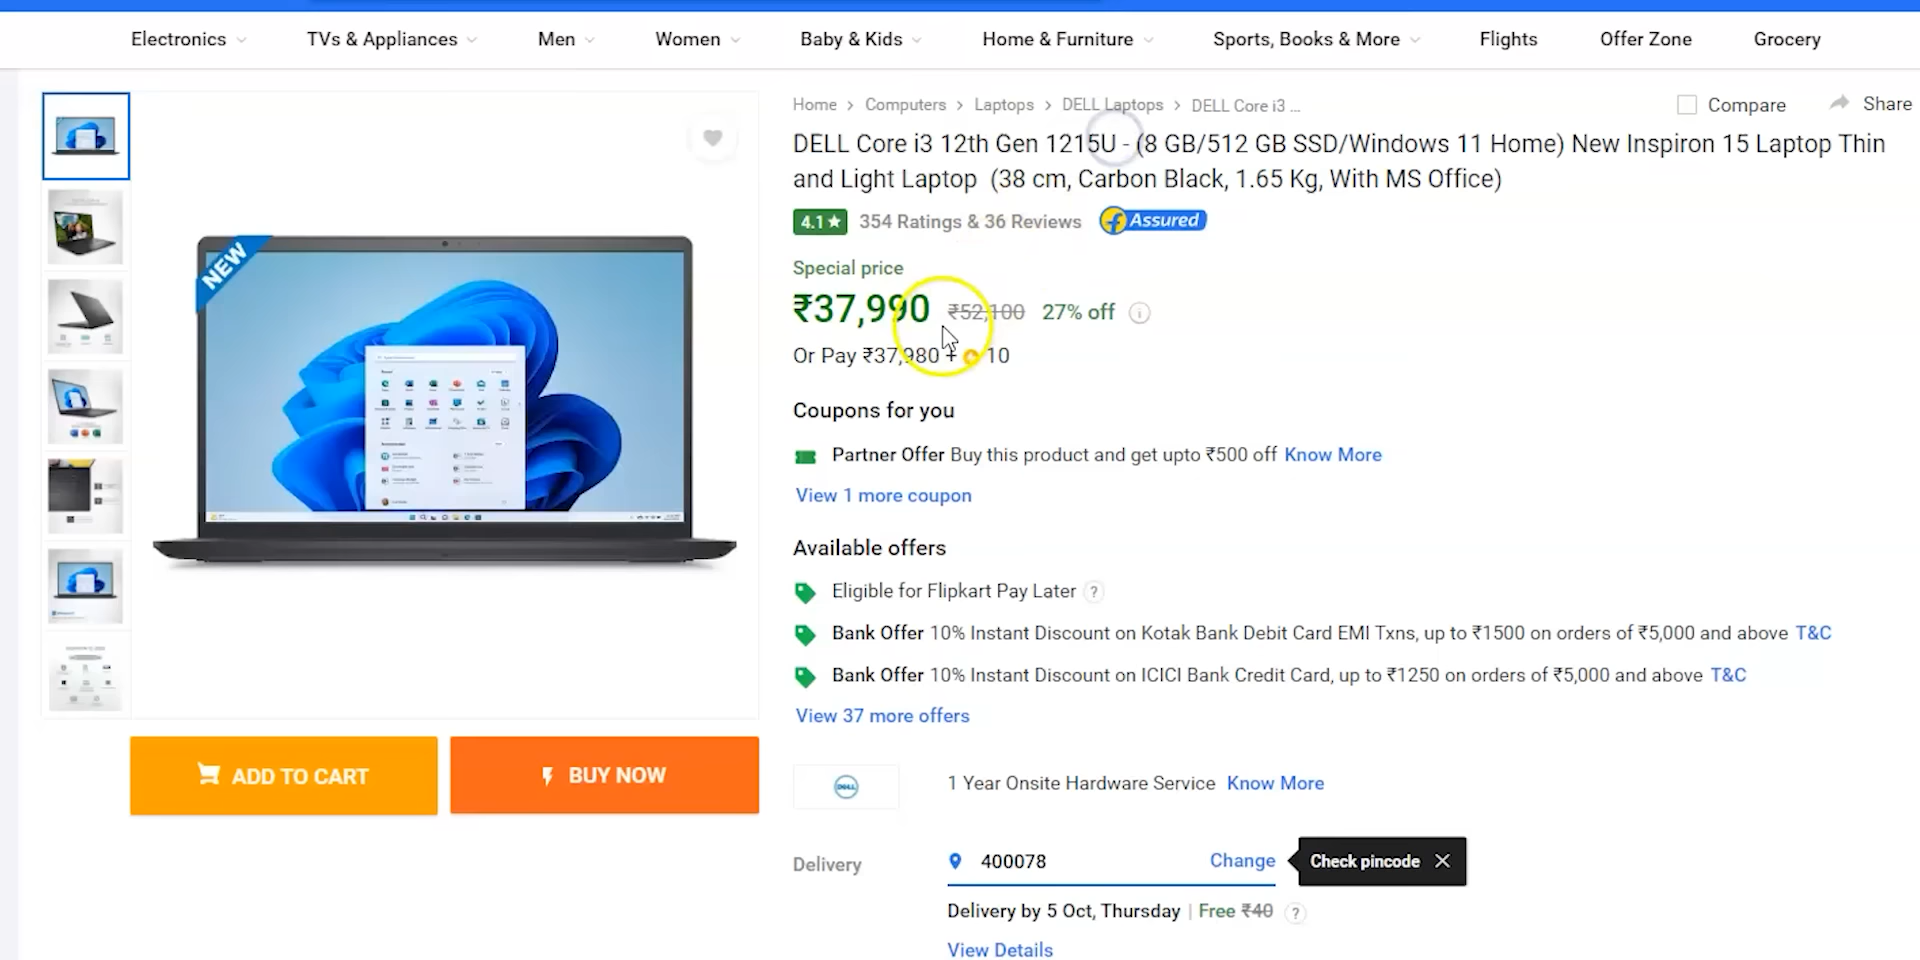 Electronics
TVs & Appliances
Men
Women
Baby & Kids
Home & Furniture
Sports, Books & More
Flights
Offer Zone
Grocery
Home > Computers > Laptops > DELL Laptops > DELL Core i3 ...
Compare
Share
DELL Core i3 12th Gen 1215U - (8 GB/512 GB SSD/Windows 11 Home) New Inspiron 15 Laptop Thin
and Light Laptop (38 cm, Carbon Black, 1.65 Kg, With MS Office)
4.1★ 354 Ratings & 36 Reviews Assured
NEW
Special price
₹37,990 ₹52,100 27% off
Or Pay ₹37,980 + 10
Coupons for you
Partner Offer Buy this product and get upto ₹500 off Know More
View 1 more coupon
Available offers
Eligible for Flipkart Pay Later ?
Bank Offer 10% Instant Discount on Kotak Bank Debit Card EMI Txns, up to ₹1500 on orders of ₹5,000 and above T&C
Bank Offer 10% Instant Discount on ICICI Bank Credit Card, up to ₹1250 on orders of ₹5,000 and above T&C
View 37 more offers
ADD TO CART
BUY NOW
DELL
1 Year Onsite Hardware Service Know More
Delivery
400078
Change
Check pincode
Delivery by 5 Oct, Thursday | Free ₹40 ?
View Details